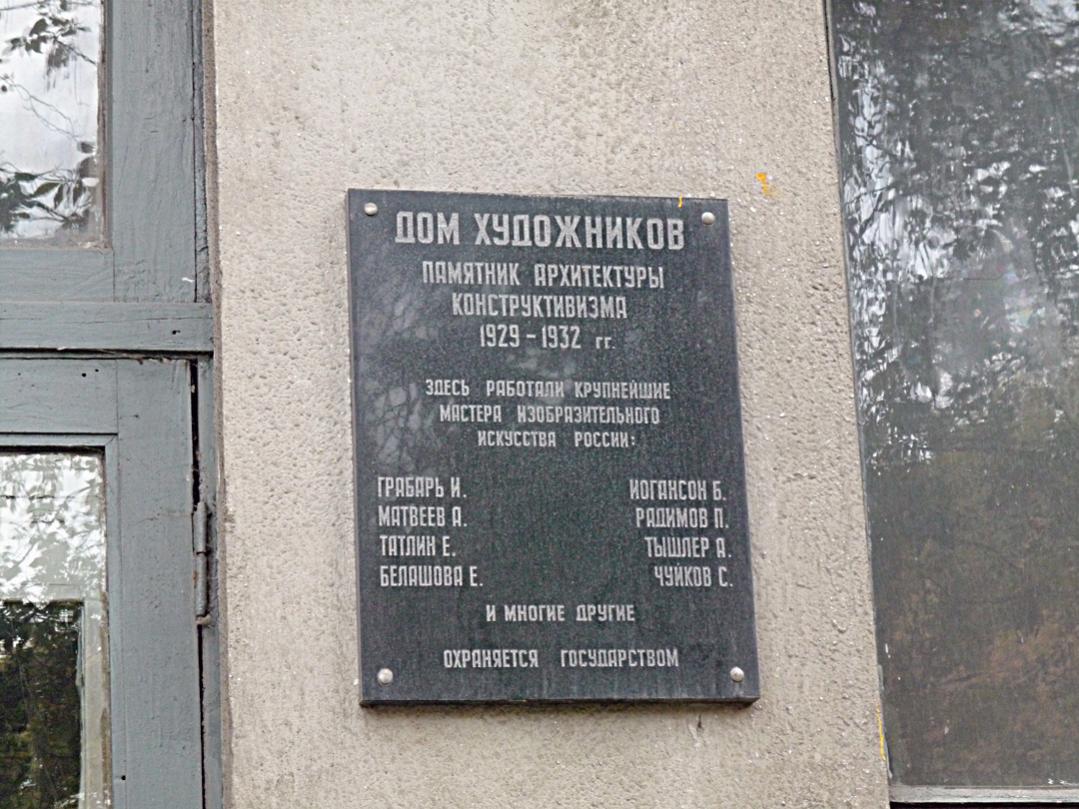 ДОМ ХУДОЖНИКОВ
ПАМЯТНИК АРХИТЕКТУРЫ
КОНСТРУКТИВИЗМА
1929 - 1932 гг.
ЗДЕСЬ РАБОТАЛИ КРУПНЕЙШИЕ
МАСТЕРА ИЗОБРАЗИТЕЛЬНОГО
ИСКУССТВА РОССИИ:
ГРАБАРЬ И. ИОГАНСОН Б.
МАТВЕЕВ А. РАДИМОВ П.
ТАТЛИН Е. ТЫШЛЕР А.
БЕЛАШОВА Е. ЧУЙКОВ С.
И МНОГИЕ ДРУГИЕ
ОХРАНЯЕТСЯ ГОСУДАРСТВОМ